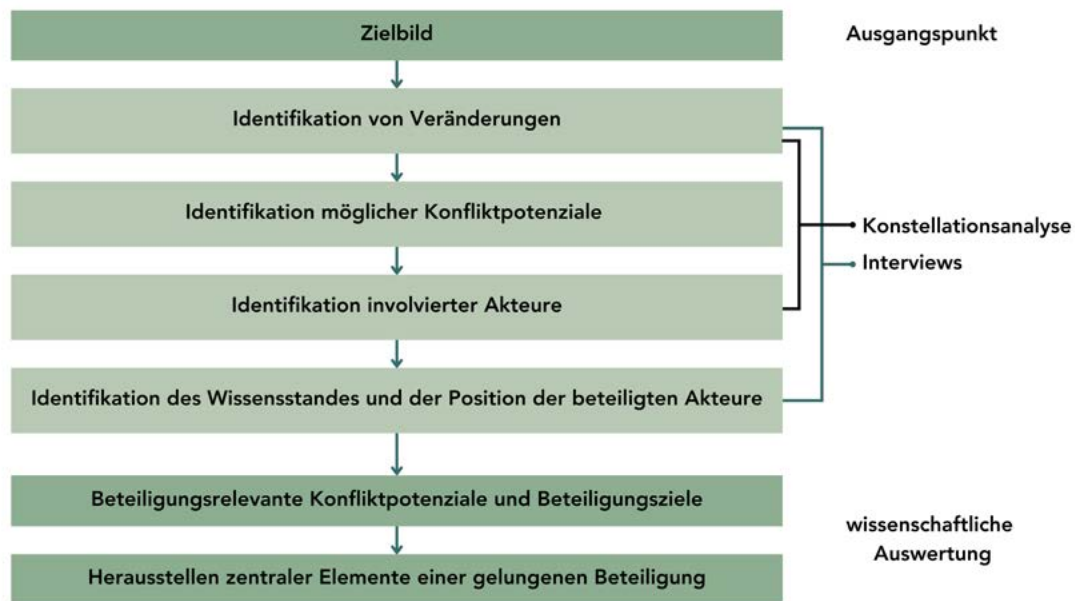 Zielbild
Ausgangspunkt
Identifikation von Veränderungen
Identifikation möglicher Konfliktpotenziale
Konstellationsanalyse
Interviews
Identifikation involvierter Akteure
Identifikation des Wissensstandes und der Position der beteiligten Akteure
Beteiligungsrelevante Konfliktpotenziale und Beteiligungsziele
wissenschaftliche
Auswertung
Herausstellen zentraler Elemente einer gelungenen Beteiligung